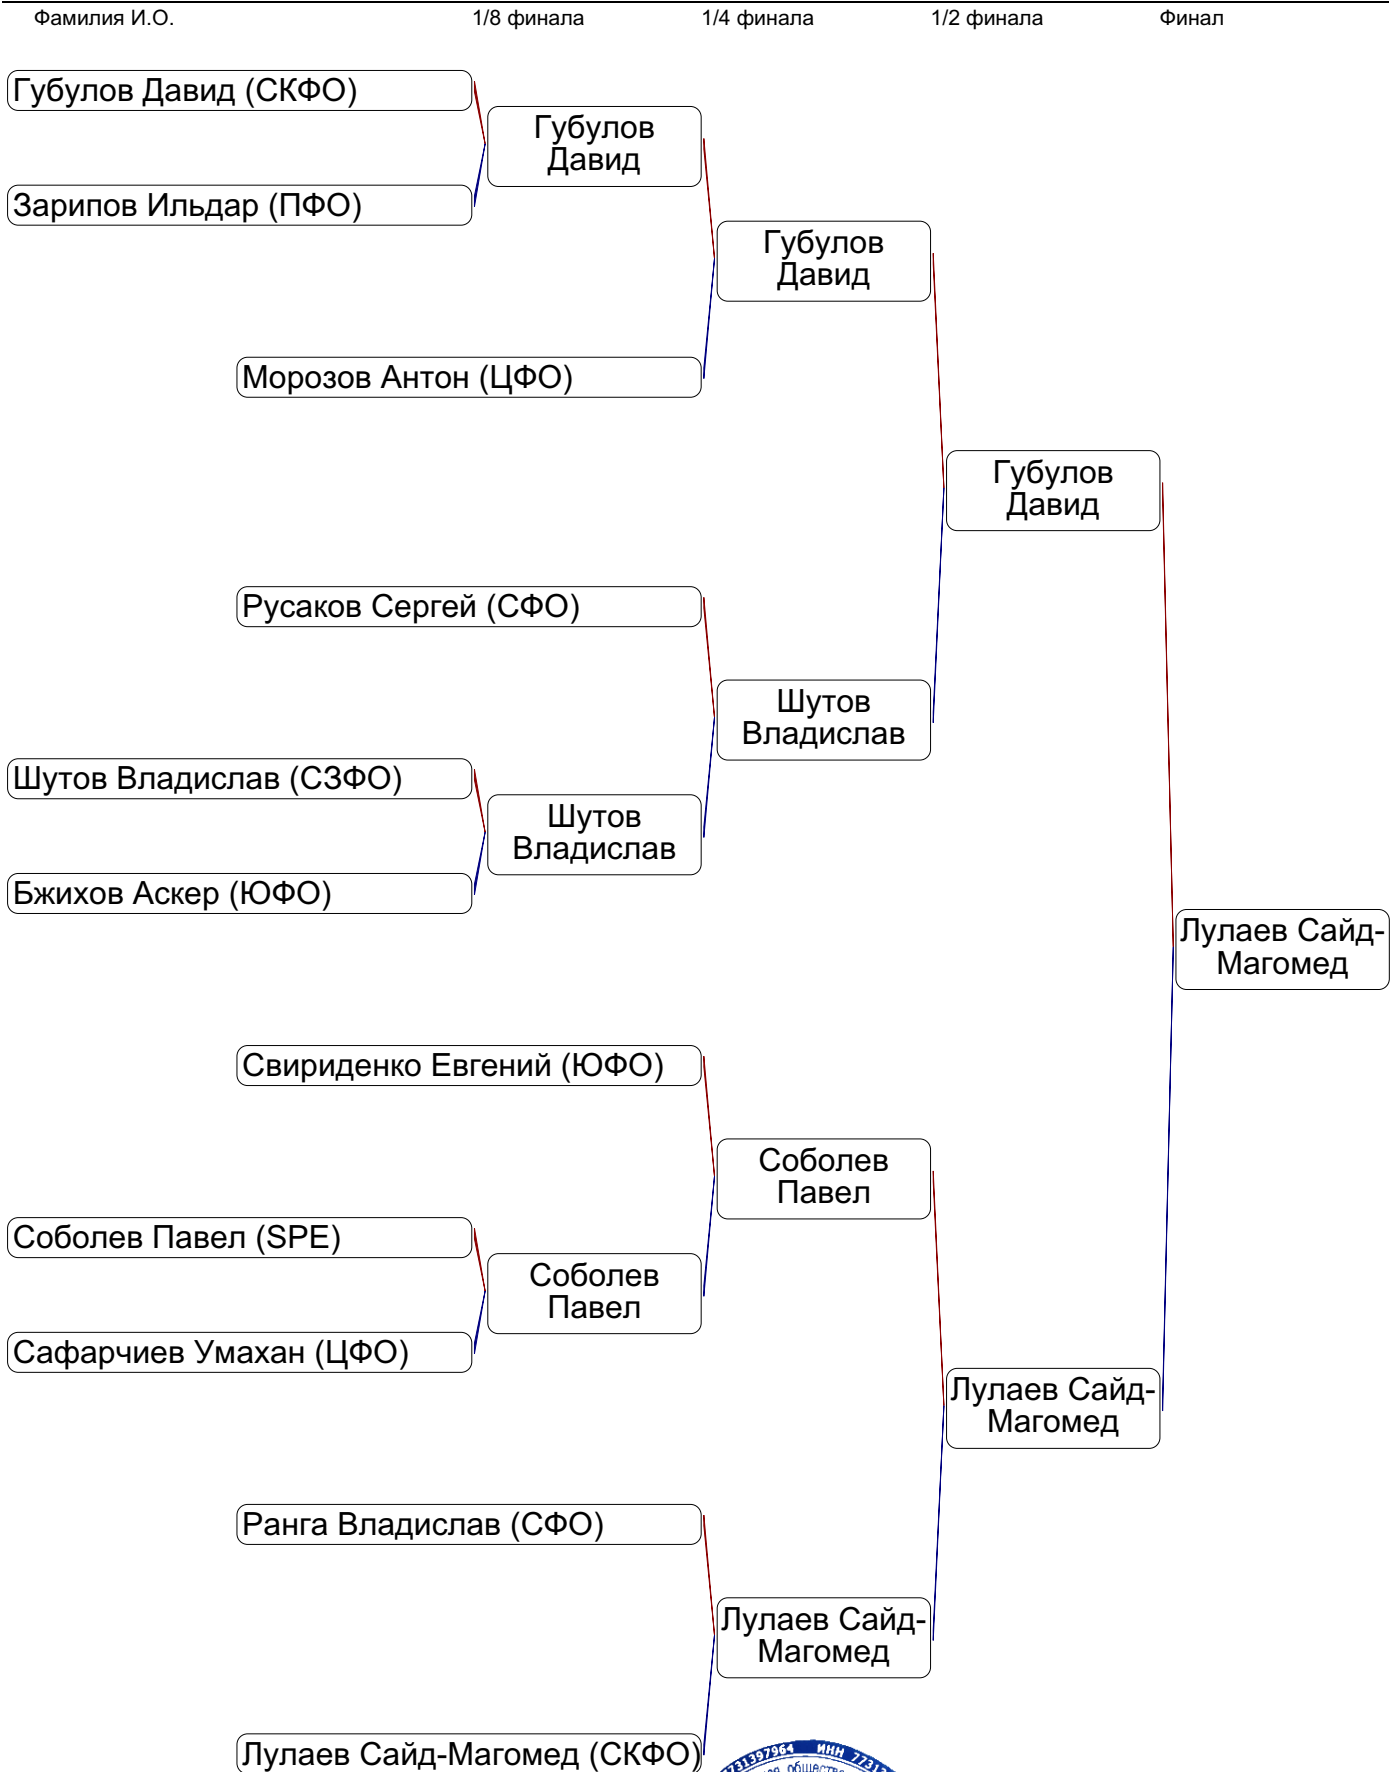 Фамилия И.О. 1/8 финала 1/4 финала 1/2 финала Финал
Губулов Давид (СКФО)
Губулов
Давид
Зарипов Ильдар (ПФО)
Губулов
Давид
Морозов Антон (ЦФО)
Губулов
Давид
Русаков Сергей (СФО)
Шутов
Владислав
Шутов Владислав (СЗФО)
Шутов
Владислав
Бжихов Аскер (ЮФО)
Лулаев Сайд-
Магомед
Свириденко Евгений (ЮФО)
Соболев
Павел
Соболев Павел (SPE)
Соболев
Павел
Сафарчиев Умахан (ЦФО)
Лулаев Сайд-
Магомед
Ранга Владислав (СФО)
Лулаев Сайд-
Магомед
Лулаев Сайд-Магомед (СКФО)
ИНН